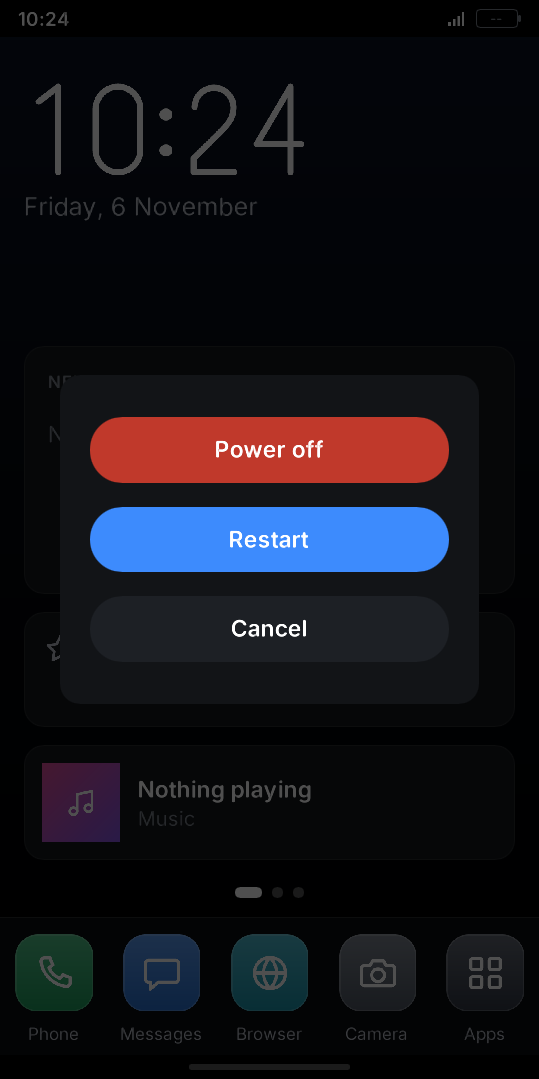 10:24
--
10:24
Friday, 6 November
Power off
Restart
Cancel
Nothing playing
Music
Phone
Messages
Browser
Camera
Apps